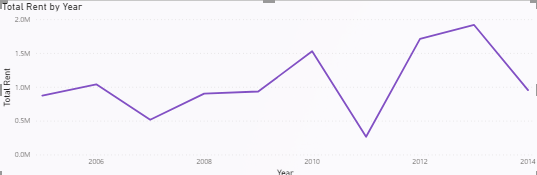 Total Rent by Year
2.0M
1.5M
1.0M
0.5M
0.0M
Total Rent
2006 2008 2010 2012 2014
Year